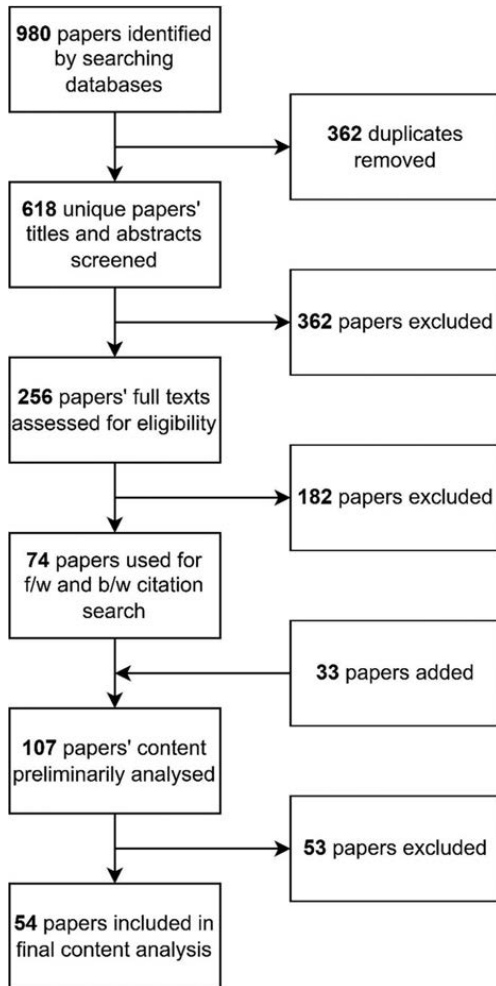 980 papers identified
by searching
databases
362 duplicates
removed
618 unique papers'
titles and abstracts
screened
362 papers excluded
256 papers' full texts
assessed for eligibility
182 papers excluded
74 papers used for
f/w and b/w citation
search
33 papers added
107 papers' content
preliminarily analysed
53 papers excluded
54 papers included in
final content analysis